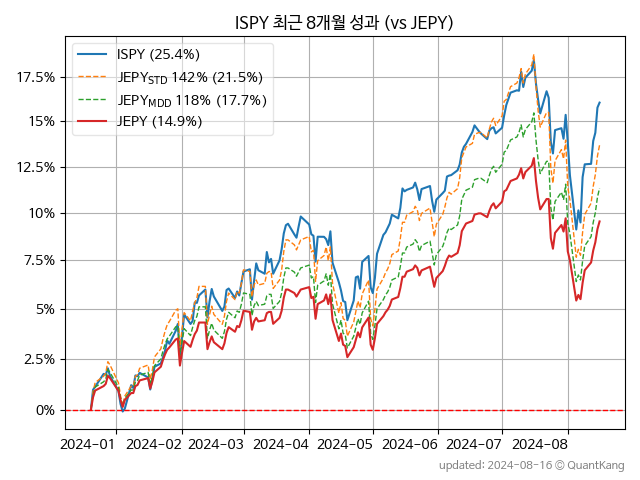 ISPY 최근 8개월 성과 (vs JEPY)
ISPY (25.4%)
JEPYSTD 142% (21.5%)
JEPYMDD 118% (17.7%)
JEPY (14.9%)
17.5%
15%
12.5%
10%
7.5%
5%
2.5%
0%
2024-01 2024-02 2024-03 2024-04 2024-05 2024-06 2024-07 2024-08
updated: 2024-08-16 © QuantKang